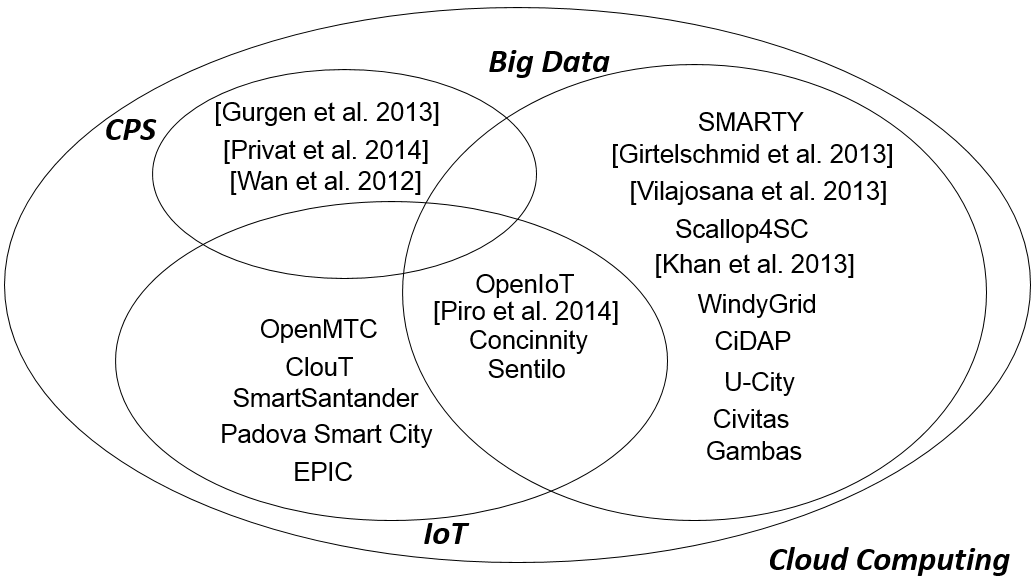 Big Data
CPS
[Gurgen et al. 2013]
[Privat et al. 2014]
[Wan et al. 2012]
SMARTY
[Girtelschmid et al. 2013]
[Vilajosana et al. 2013]
Scallop4SC
[Khan et al. 2013]
WindyGrid
CiDAP
U-City
Civitas
Gambas
OpenIoT
[Piro et al. 2014]
Concinnity
Sentilo
OpenMTC
ClouT
SmartSantander
Padova Smart City
EPIC
IoT
Cloud Computing